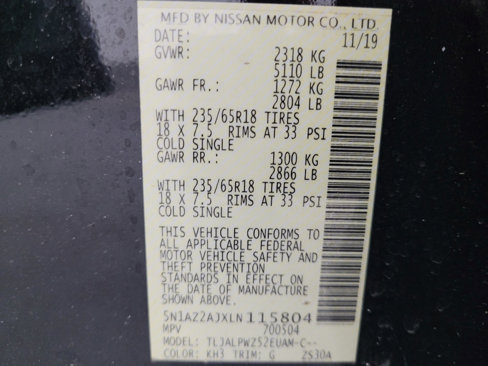 MFD BY NISSAN MOTOR CO., LTD.
DATE: 11/19
GVWR: 2318 KG
5110 LB
GAWR FR.: 1272 KG
2804 LB
WITH 235/65R18 TIRES
18 X 7.5 RIMS AT 33 PSI
COLD SINGLE
GAWR RR.: 1300 KG
2866 LB
WITH 235/65R18 TIRES
18 X 7.5 RIMS AT 33 PSI
COLD SINGLE
THIS VEHICLE CONFORMS TO
ALL APPLICABLE FEDERAL
MOTOR VEHICLE SAFETY AND
THEFT PREVENTION
STANDARDS IN EFFECT ON
THE DATE OF MANUFACTURE
SHOWN ABOVE.
5N1AZ2AJXLN115804
MPV 700504
MODEL: TLJALPWZ52EUAM-C--
COLOR: KH3 TRIM: G 2S30A